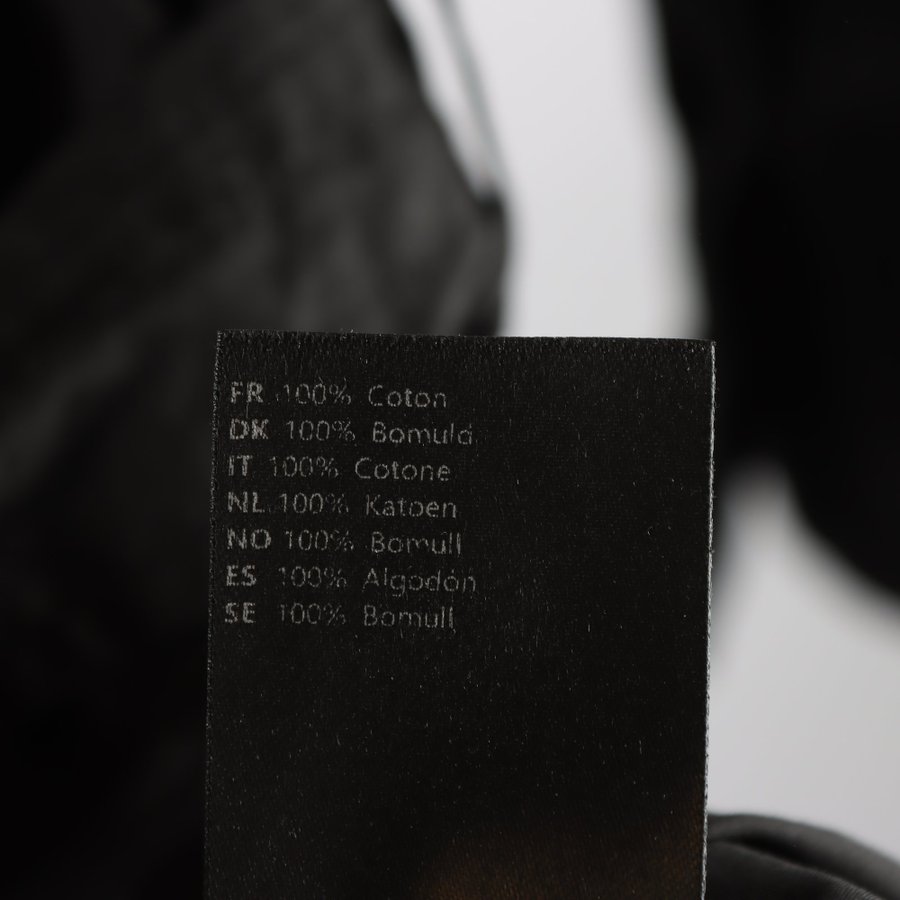 FR 100% Coton
DK 100% Bomuld
IT 100% Cotone
NL 100% Katoen
NO 100% Bomull
ES 100% Algodón
SE 100% Bomull